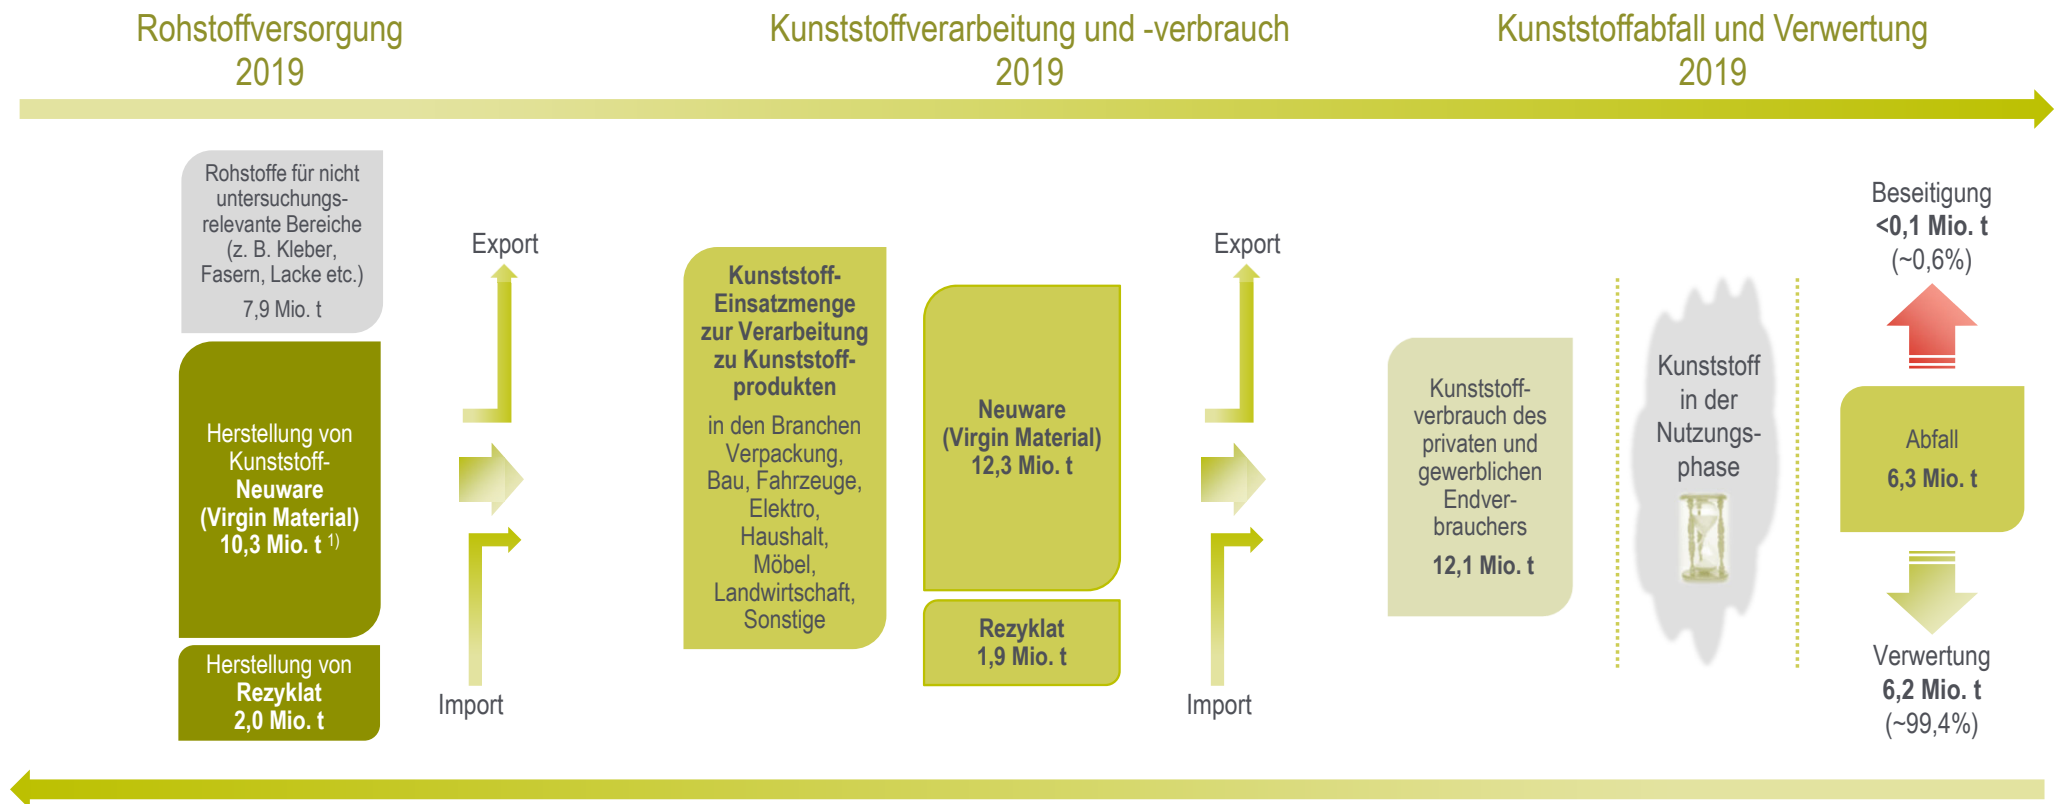 Rohstoffversorgung
2019
Kunststoffverarbeitung und -verbrauch
2019
Kunststoffabfall und Verwertung
2019
Rohstoffe für nicht
untersuchungs-
relevante Bereiche
(z. B. Kleber,
Fasern, Lacke etc.)
7,9 Mio. t
Herstellung von
Kunststoff-
Neuware
(Virgin Material)
10,3 Mio. t 1)
Herstellung von
Rezyklat
2,0 Mio. t
Export
Import
Kunststoff-
Einsatzmenge
zur Verarbeitung
zu Kunststoff-
produkten
in den Branchen
Verpackung,
Bau, Fahrzeuge,
Elektro,
Haushalt,
Möbel,
Landwirtschaft,
Sonstige
Neuware
(Virgin Material)
12,3 Mio. t
Rezyklat
1,9 Mio. t
Export
Import
Kunststoff-
verbrauch des
privaten und
gewerblichen
Endver-
brauchers
12,1 Mio. t
Kunststoff
in der
Nutzungs-
phase
Beseitigung
<0,1 Mio. t
(~0,6%)
Abfall
6,3 Mio. t
Verwertung
6,2 Mio. t
(~99,4%)